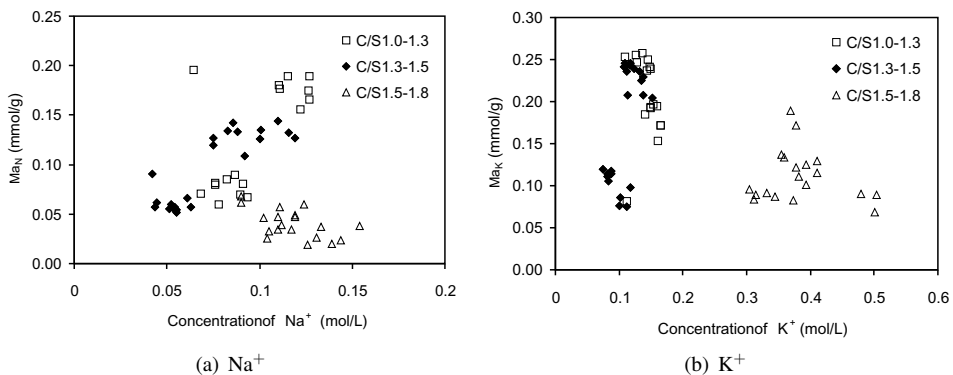 0.25
0.20
0.15
0.10
0.05
0.00
Ma_N (mmol/g)
C/S1.0-1.3
C/S1.3-1.5
C/S1.5-1.8
0 0.05 0.1 0.15 0.2
Concentrationof Na⁺ (mol/L)
(a) Na⁺
0.30
0.25
0.20
0.15
0.10
0.05
0.00
Ma_K (mmol/g)
C/S1.0-1.3
C/S1.3-1.5
C/S1.5-1.8
0 0.1 0.2 0.3 0.4 0.5 0.6
Concentrationof K⁺ (mol/L)
(b) K⁺